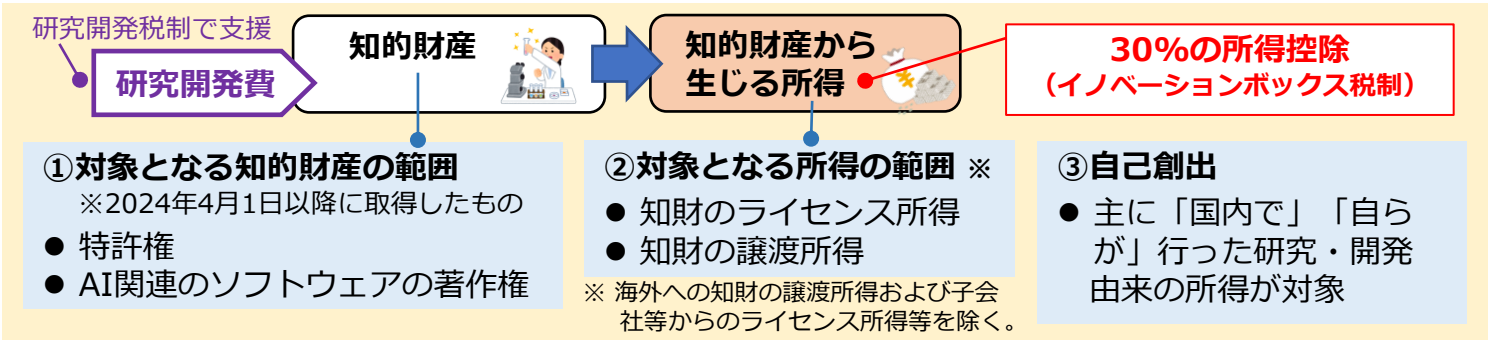 研究開発税制で支援
研究開発費
知的財産
知的財産から
生じる所得
30%の所得控除
（イノベーションボックス税制）
①対象となる知的財産の範囲
※2024年4月1日以降に取得したもの
● 特許権
● AI関連のソフトウェアの著作権
②対象となる所得の範囲 ※
● 知財のライセンス所得
● 知財の譲渡所得
※ 海外への知財の譲渡所得および子会
社等からのライセンス所得等を除く。
③自己創出
● 主に「国内で」「自ら
が」行った研究・開発
由来の所得が対象